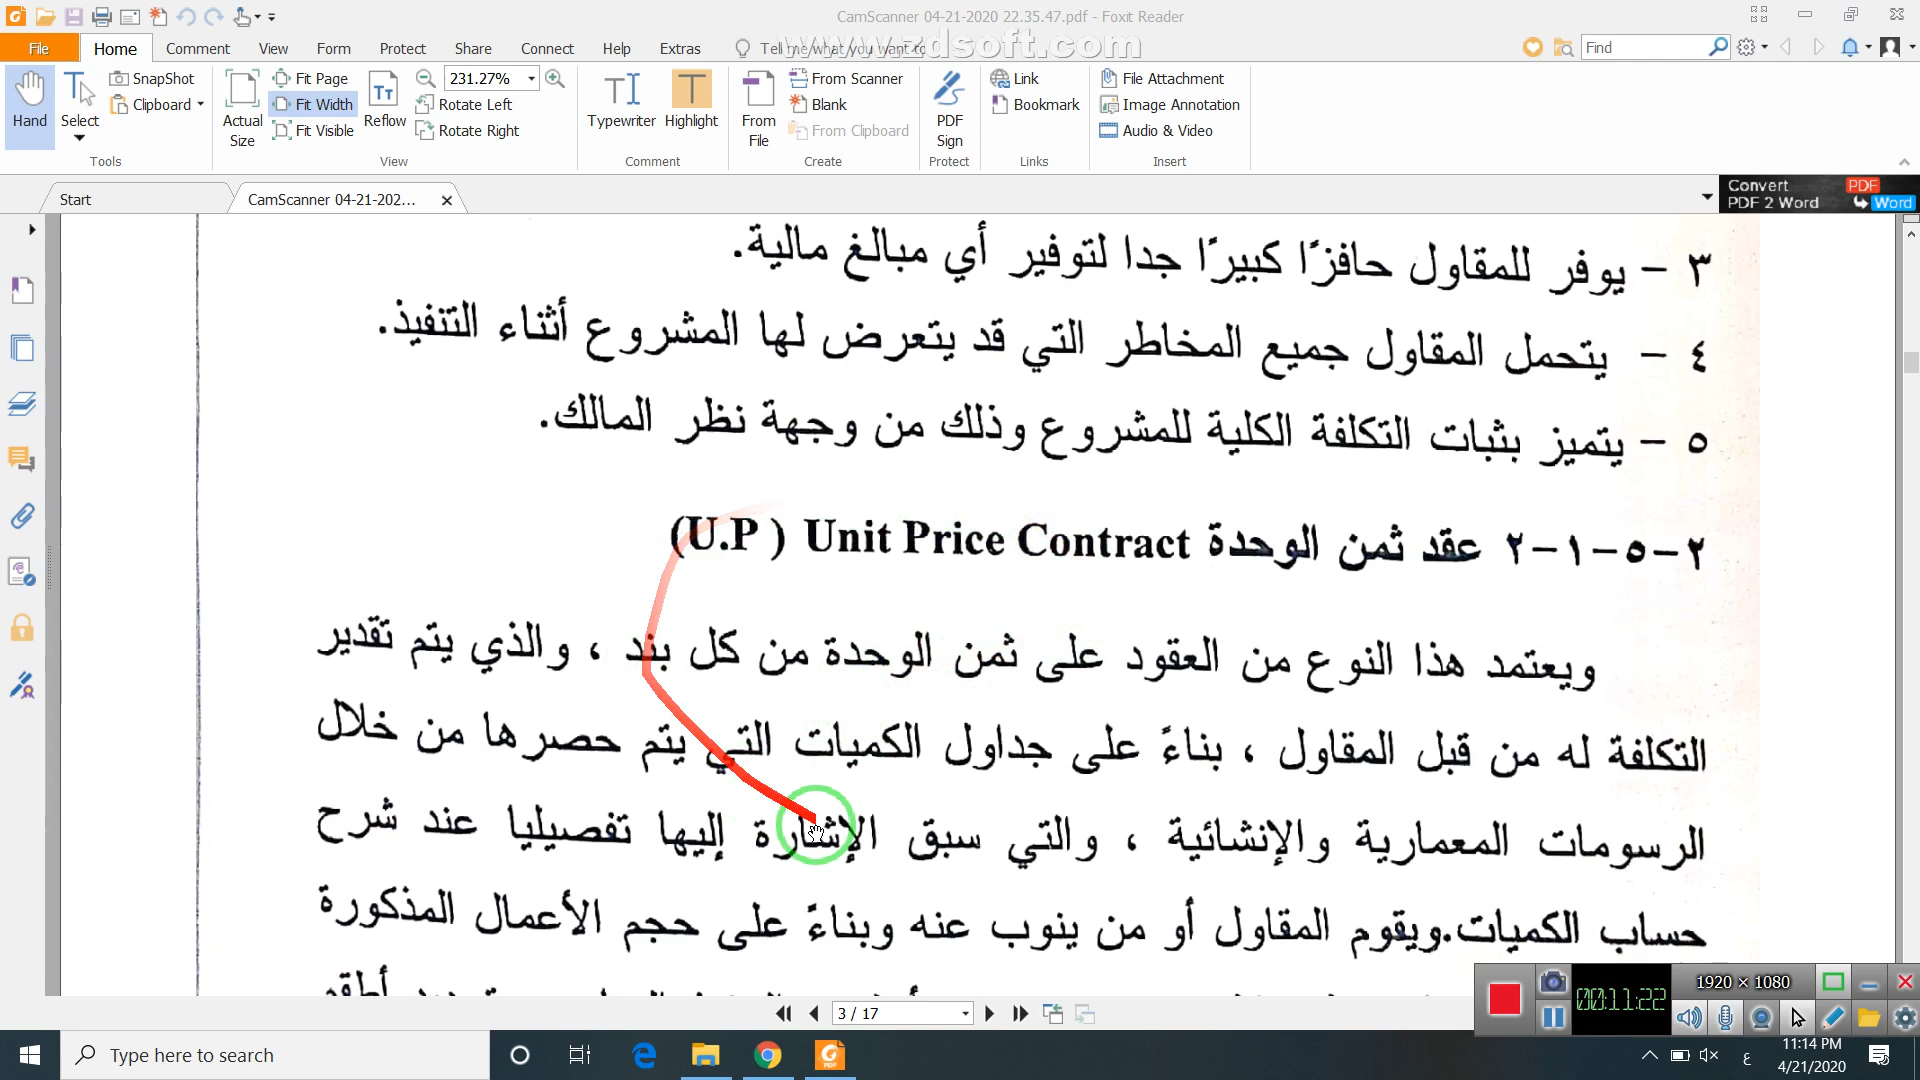 CamScanner 04-21-2020 22.35.47.pdf - Foxit Reader
File Home Comment View Form Protect Share Connect Help Extras Tell me what you want to
www.zdsoft.com
Find
Hand
Select
SnapShot
Clipboard
Tools
Actual Size
Fit Page
Fit Width
Fit Visible
Reflow
231.27%
Rotate Left
Rotate Right
View
Typewriter
Highlight
Comment
From File
From Scanner
Blank
From Clipboard
Create
PDF Sign
Protect
Link
Bookmark
Links
File Attachment
Image Annotation
Audio & Video
Insert
Start
CamScanner 04-21-202...
Convert PDF
PDF 2 Word Word
٣ - يوفر للمقاول حافزًا كبيرًا جدا لتوفير أي مبالغ مالية.
٤ - يتحمل المقاول جميع المخاطر التي قد يتعرض لها المشروع أثناء التنفيذ.
٥ - يتميز بثبات التكلفة الكلية للمشروع وذلك من وجهة نظر المالك.
٢-٥-١-٢ عقد ثمن الوحدة Unit Price Contract (U.P )
ويعتمد هذا النوع من العقود على ثمن الوحدة من كل بند ، والذي يتم تقدير
التكلفة له من قبل المقاول ، بناءً على جداول الكميات التي يتم حصرها من خلال
الرسومات المعمارية والإنشائية ، والتي سبق الإشارة إليها تفصيليا عند شرح
حساب الكميات.ويقوم المقاول أو من ينوب عنه وبناءً على حجم الأعمال المذكورة
3 / 17
00:11:22
1920 × 1080
Type here to search
ع
11:14 PM
4/21/2020